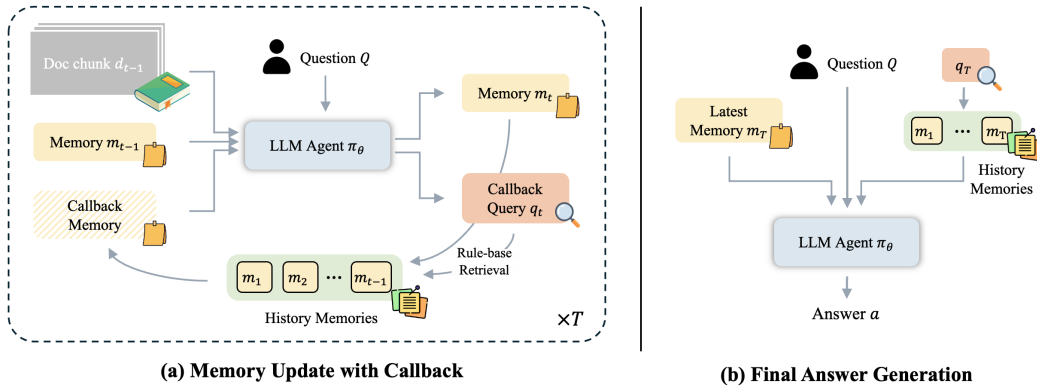 Doc chunk d_{t-1}
Question Q
Memory m_t
Memory m_{t-1}
LLM Agent π_θ
Callback
Memory
Callback
Query q_t
Rule-base
Retrieval
m_1 m_2 ··· m_{t-1}
History Memories
×T
(a) Memory Update with Callback
Question Q
q_T
Latest
Memory m_T
m_1 ··· m_T
History
Memories
LLM Agent π_θ
Answer a
(b) Final Answer Generation